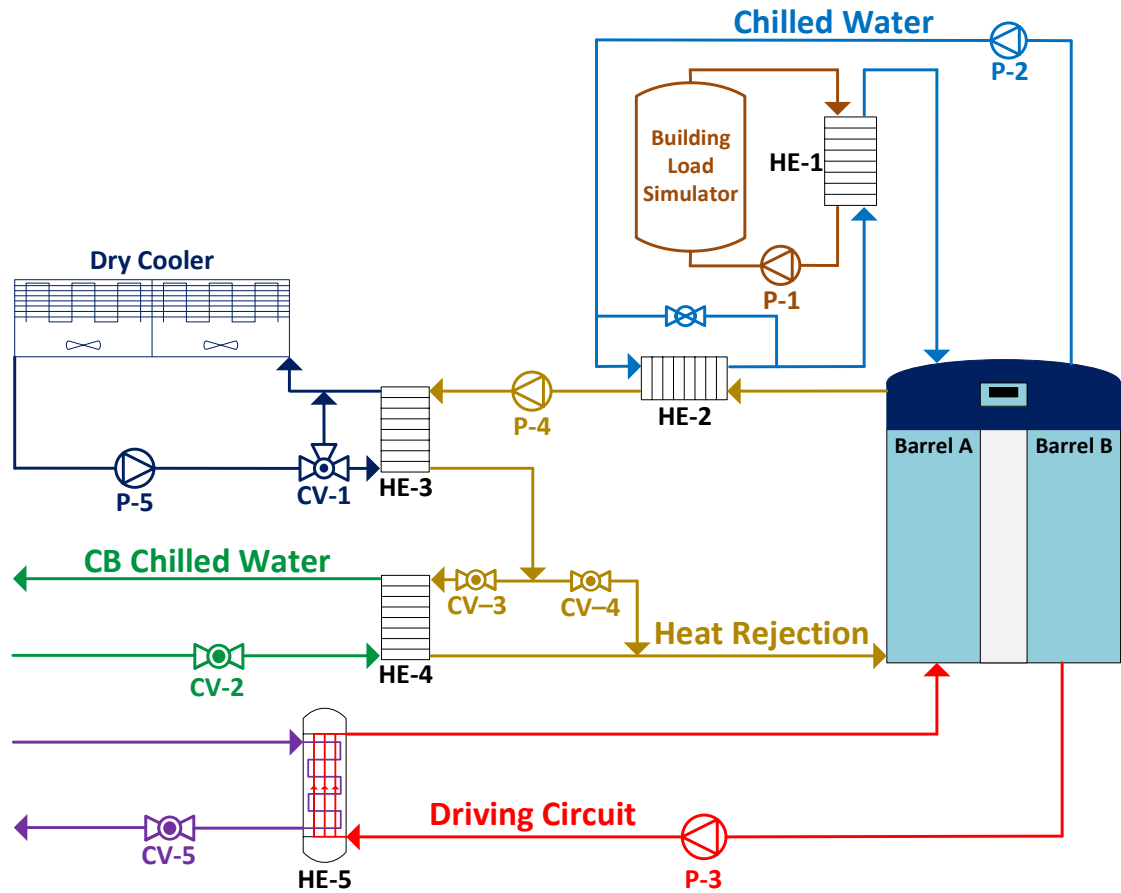 Chilled Water
P-2
Building
Load
Simulator
HE-1
P-1
Dry Cooler
HE-2
P-4
HE-3
P-5
CV-1
Barrel A
Barrel B
CB Chilled Water
CV–3
CV–4
Heat Rejection
HE-4
CV-2
Driving Circuit
CV-5
HE-5
P-3